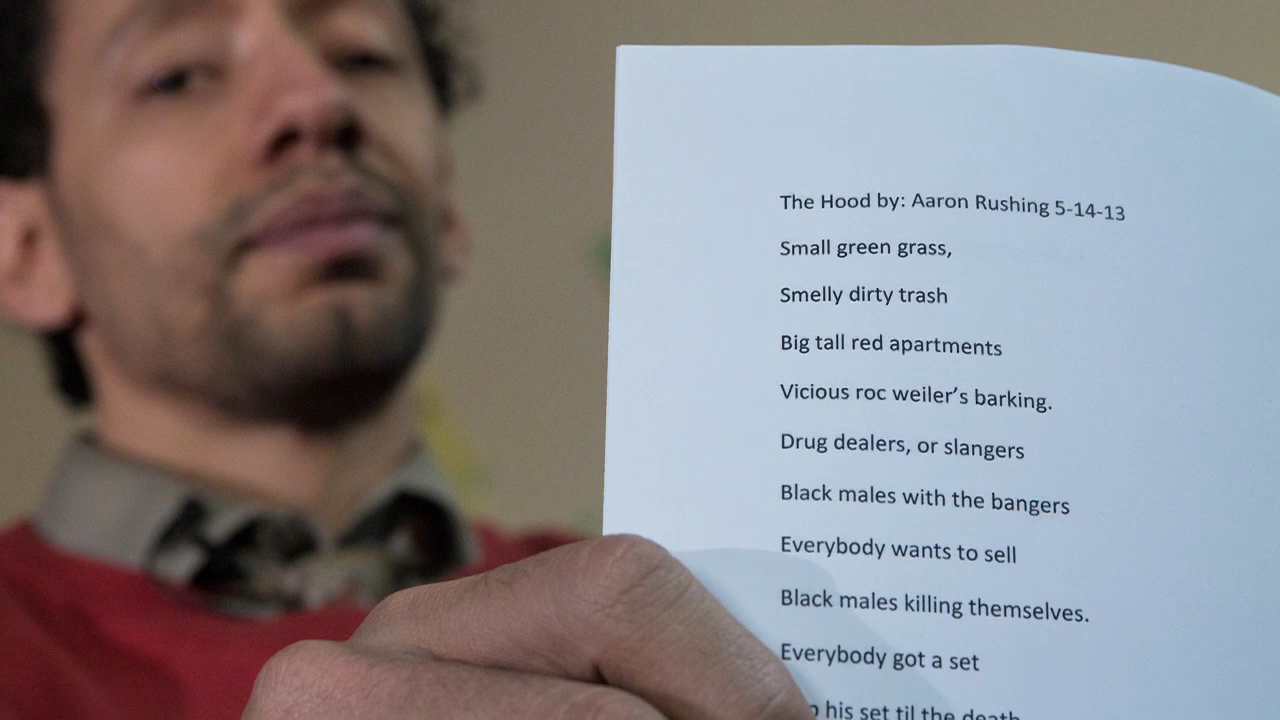 The Hood by: Aaron Rushing 5-14-13
Small green grass,
Smelly dirty trash
Big tall red apartments
Vicious roc weiler’s barking.
Drug dealers, or slangers
Black males with the bangers
Everybody wants to sell
Black males killing themselves.
Everybody got a set
his set til the death